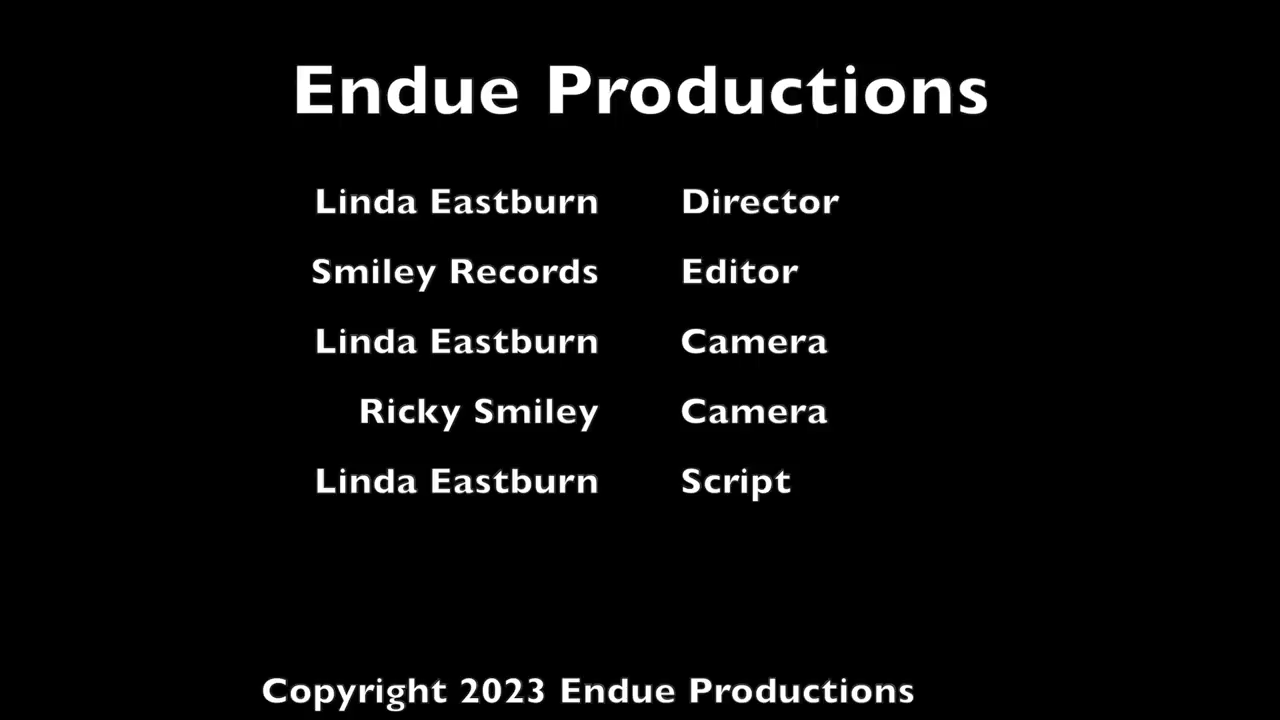 Endue Productions
Linda Eastburn Director
Smiley Records Editor
Linda Eastburn Camera
Ricky Smiley Camera
Linda Eastburn Script
Copyright 2023 Endue Productions